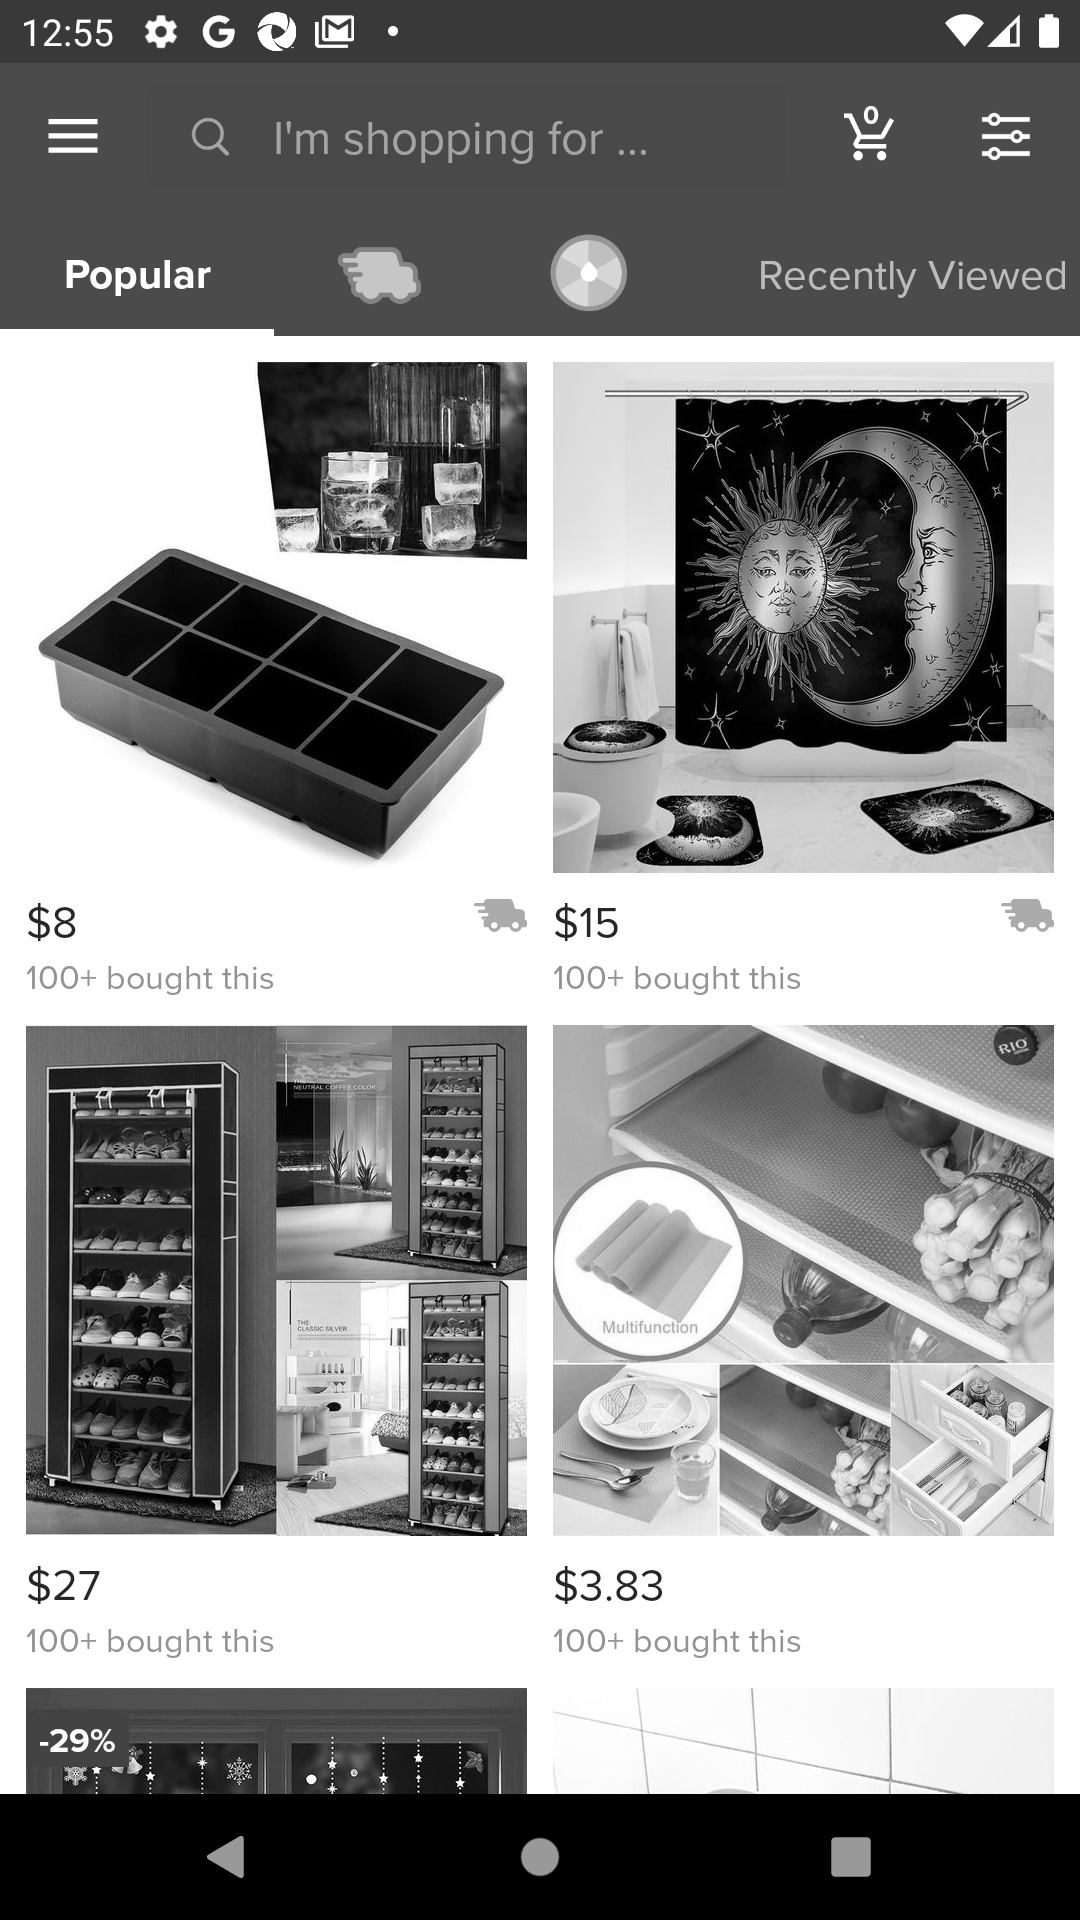 12:55
0
I'm shopping for ...
Popular
Recently Viewed
$8
100+ bought this
$15
100+ bought this
THE
NEUTRAL COFFEE COLOR
THE
CLASSIC SILVER
RIO
Multifunction
$27
100+ bought this
$3.83
100+ bought this
-29%